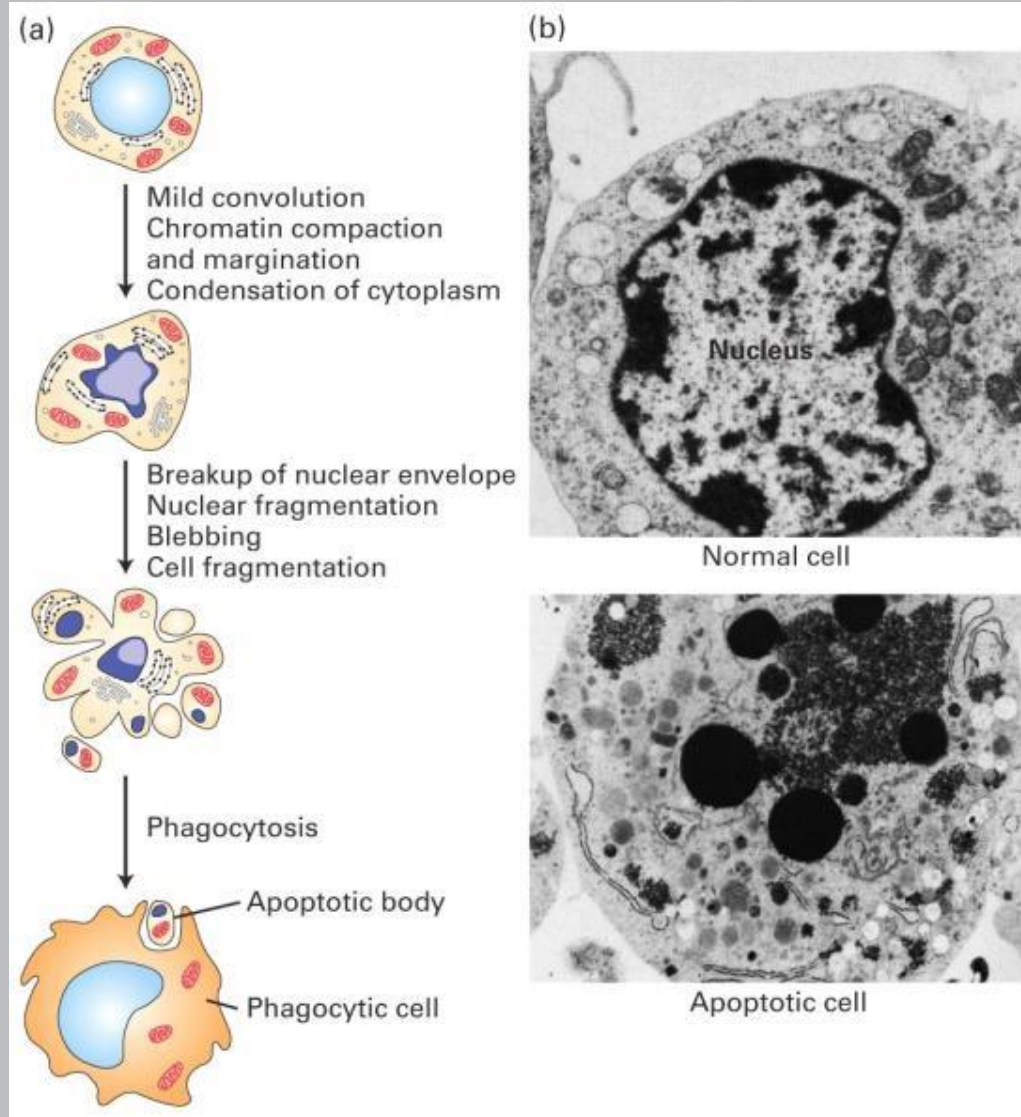 (a)
Mild convolution
Chromatin compaction
and margination
Condensation of cytoplasm
Breakup of nuclear envelope
Nuclear fragmentation
Blebbing
Cell fragmentation
Phagocytosis
Apoptotic body
Phagocytic cell
(b)
Nucleus
Normal cell
Apoptotic cell